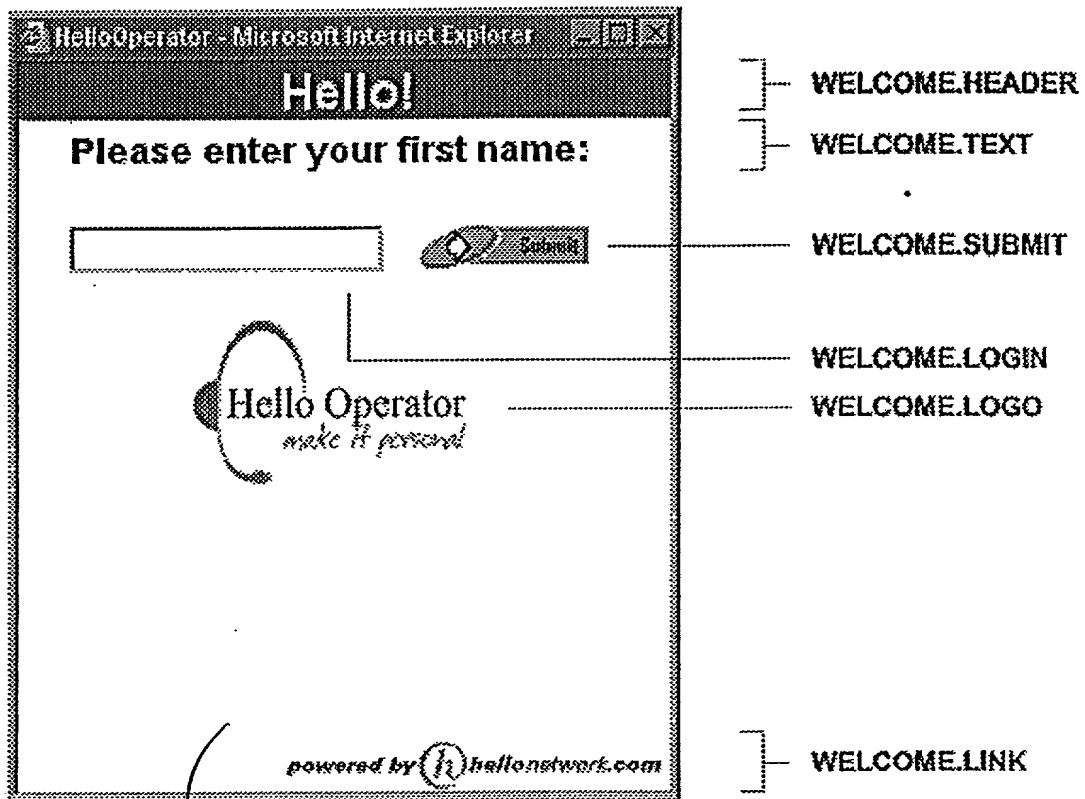 HelloOperator - Microsoft Internet Explorer
Hello!
WELCOME.HEADER
Please enter your first name:
WELCOME.TEXT
Submit
WELCOME.SUBMIT
WELCOME.LOGIN
Hello Operator
WELCOME.LOGO
make it personal
powered by h hellonetwork.com
WELCOME.LINK